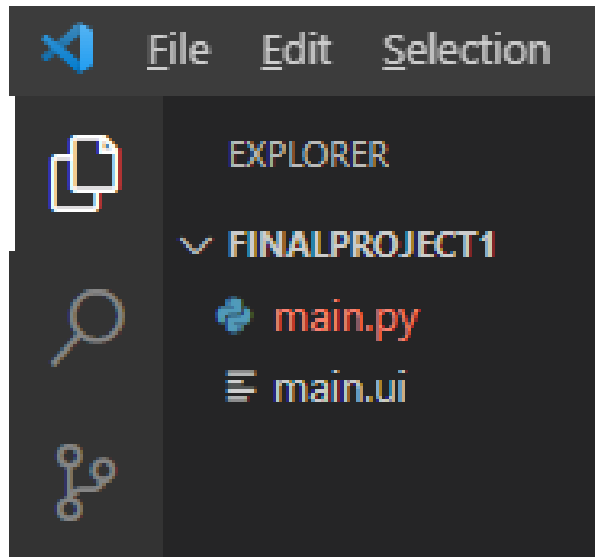 File Edit Selection
EXPLORER
FINALPROJECT1
main.py
main.ui